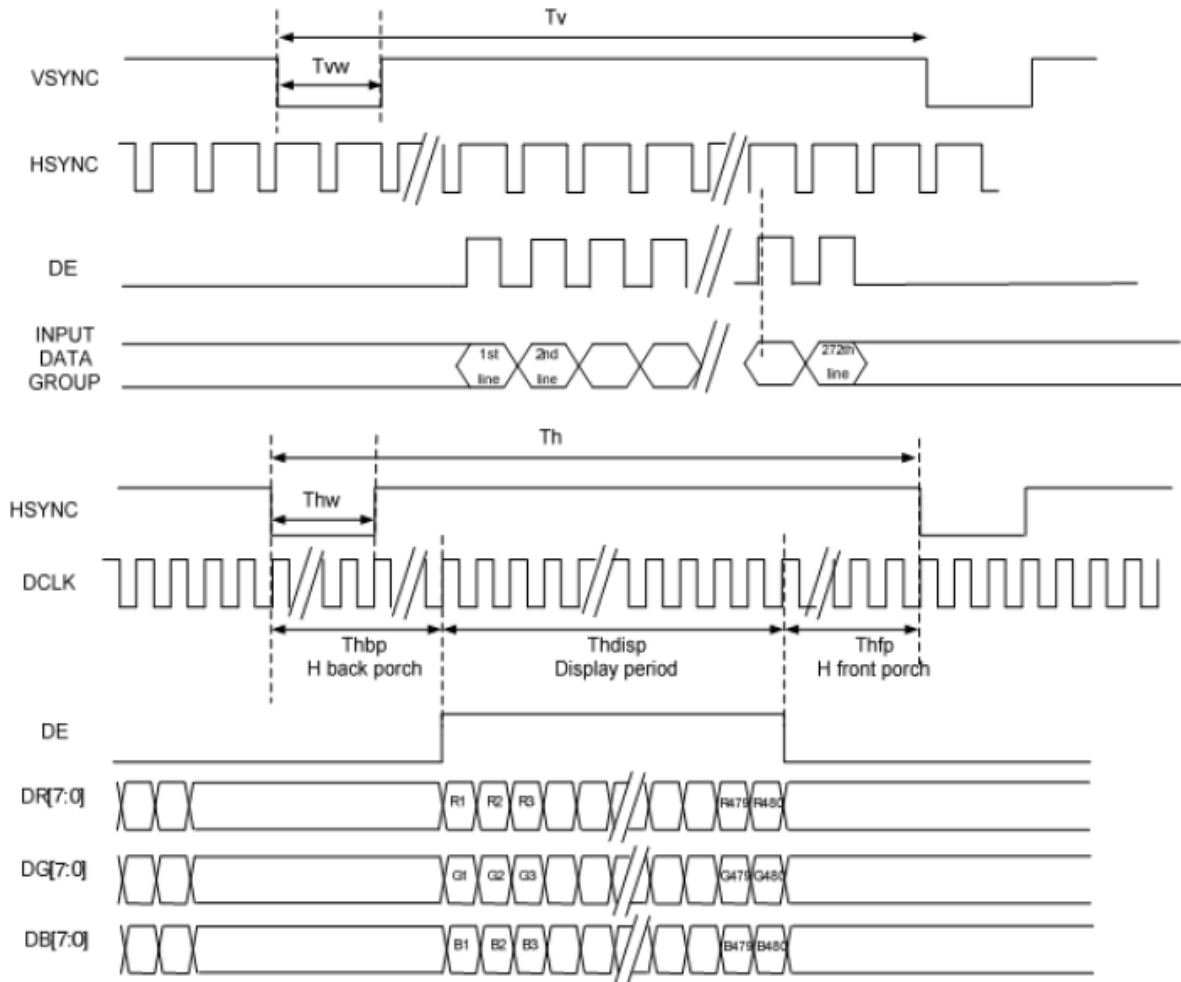 Tv
VSYNC
Tvw
HSYNC
DE
INPUT
DATA
GROUP
1st
line
2nd
line
272th
line
Th
HSYNC
Thw
DCLK
Thbp
H back porch
Thdisp
Display period
Thfp
H front porch
DE
DR[7:0]
R1 R2 R3 R479 R480
DG[7:0]
G1 G2 G3 G479 G480
DB[7:0]
B1 B2 B3 B479 B480